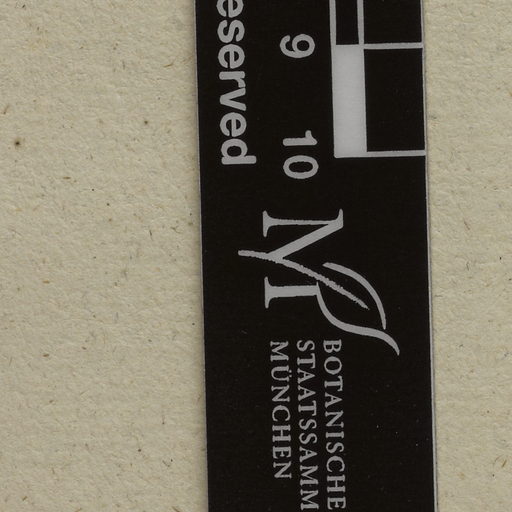 eserved
9 10
M
BOTANISCHE
STAATSSAMM
MÜNCHEN